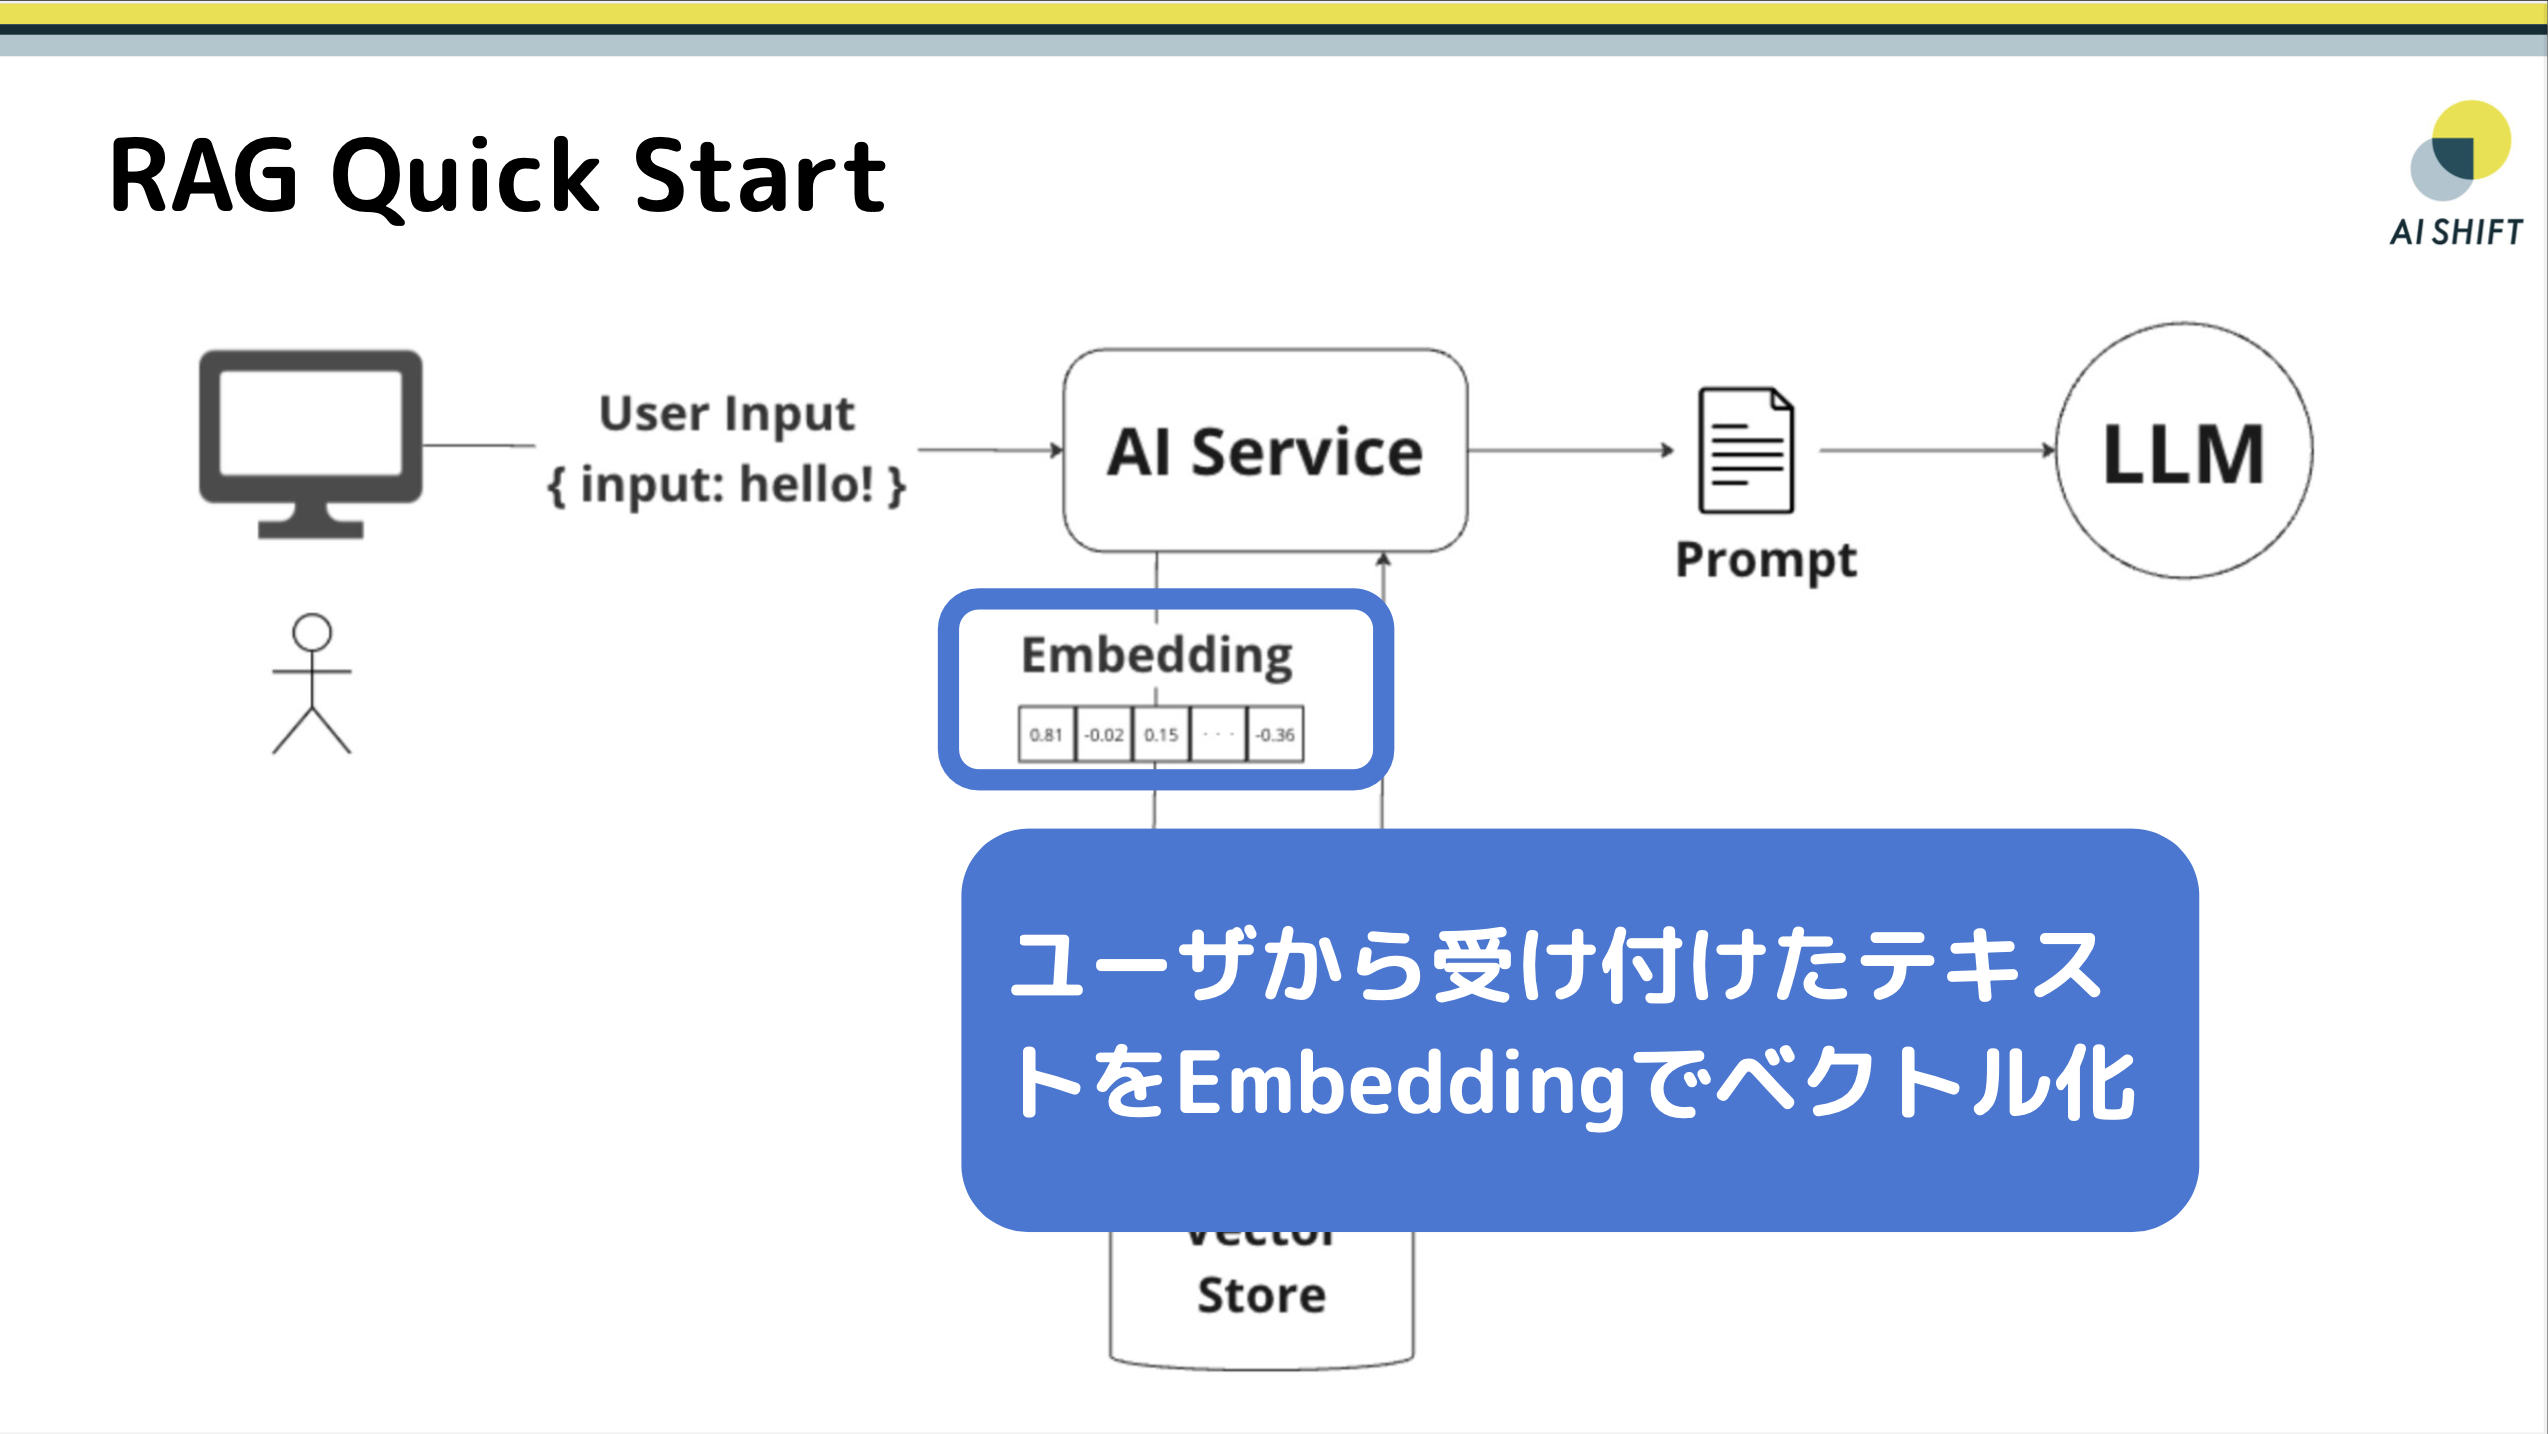 RAG Quick Start
AI SHIFT
User Input
{ input: hello! }
AI Service
Prompt
LLM
Embedding
0.81 -0.02 0.15 · · · -0.36
ユーザから受け付けたテキス
トをEmbeddingでベクトル化
Vector
Store